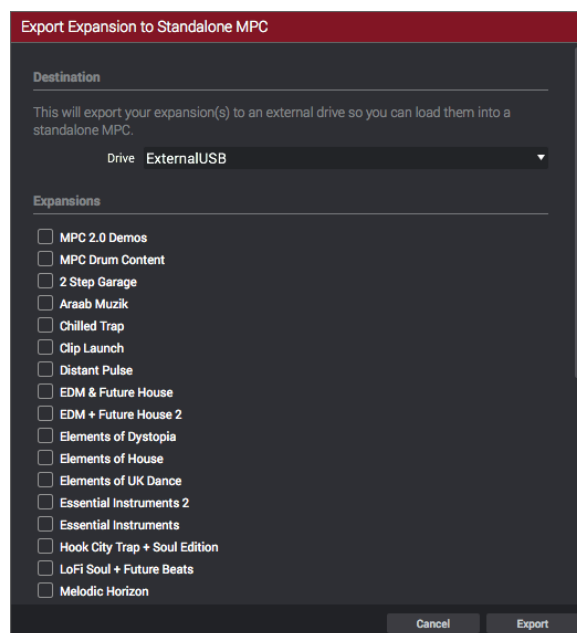 Export Expansion to Standalone MPC
Destination
This will export your expansion(s) to an external drive so you can load them into a
standalone MPC.
Drive ExternalUSB
Expansions
MPC 2.0 Demos
MPC Drum Content
2 Step Garage
Araab Muzik
Chilled Trap
Clip Launch
Distant Pulse
EDM & Future House
EDM + Future House 2
Elements of Dystopia
Elements of House
Elements of UK Dance
Essential Instruments 2
Essential Instruments
Hook City Trap + Soul Edition
LoFi Soul + Future Beats
Melodic Horizon
Cancel Export